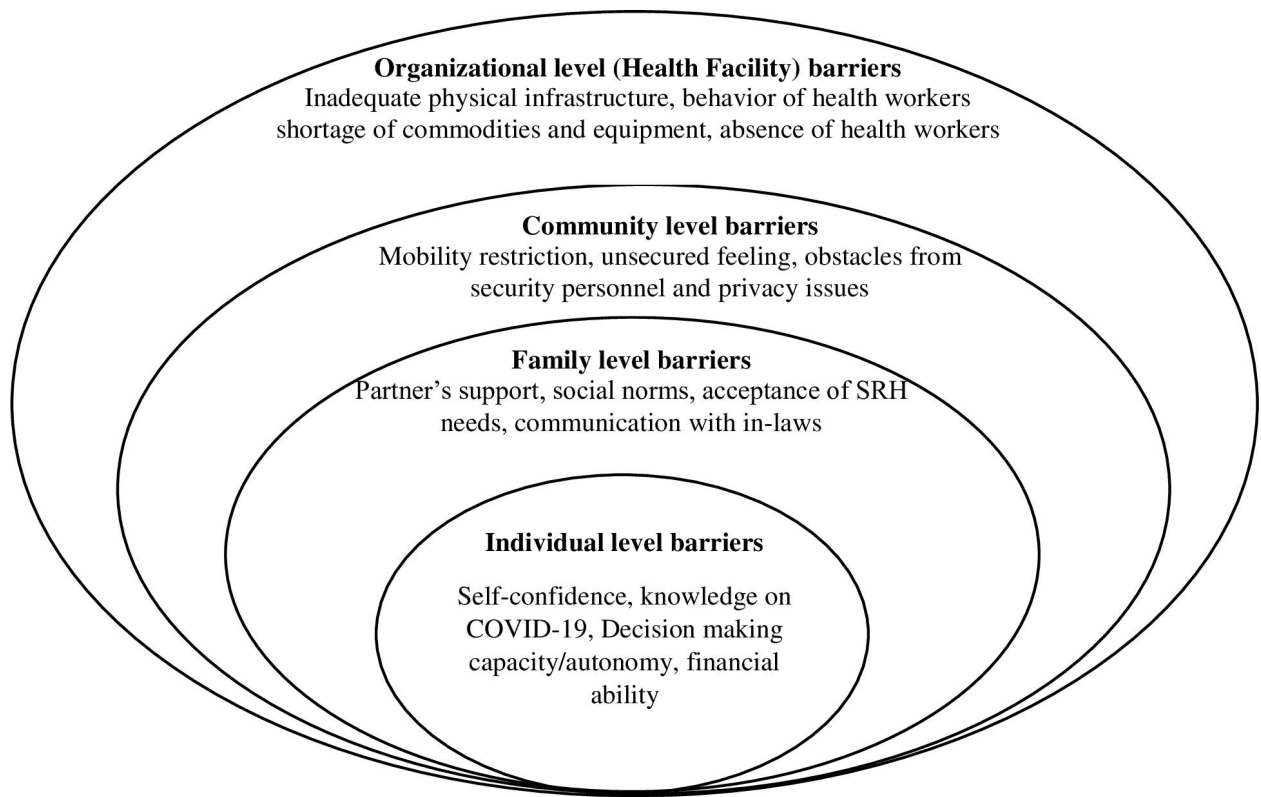 Organizational level (Health Facility) barriers
Inadequate physical infrastructure, behavior of health workers
shortage of commodities and equipment, absence of health workers
Community level barriers
Mobility restriction, unsecured feeling, obstacles from
security personnel and privacy issues
Family level barriers
Partner’s support, social norms, acceptance of SRH
needs, communication with in-laws
Individual level barriers
Self-confidence, knowledge on
COVID-19, Decision making
capacity/autonomy, financial
ability